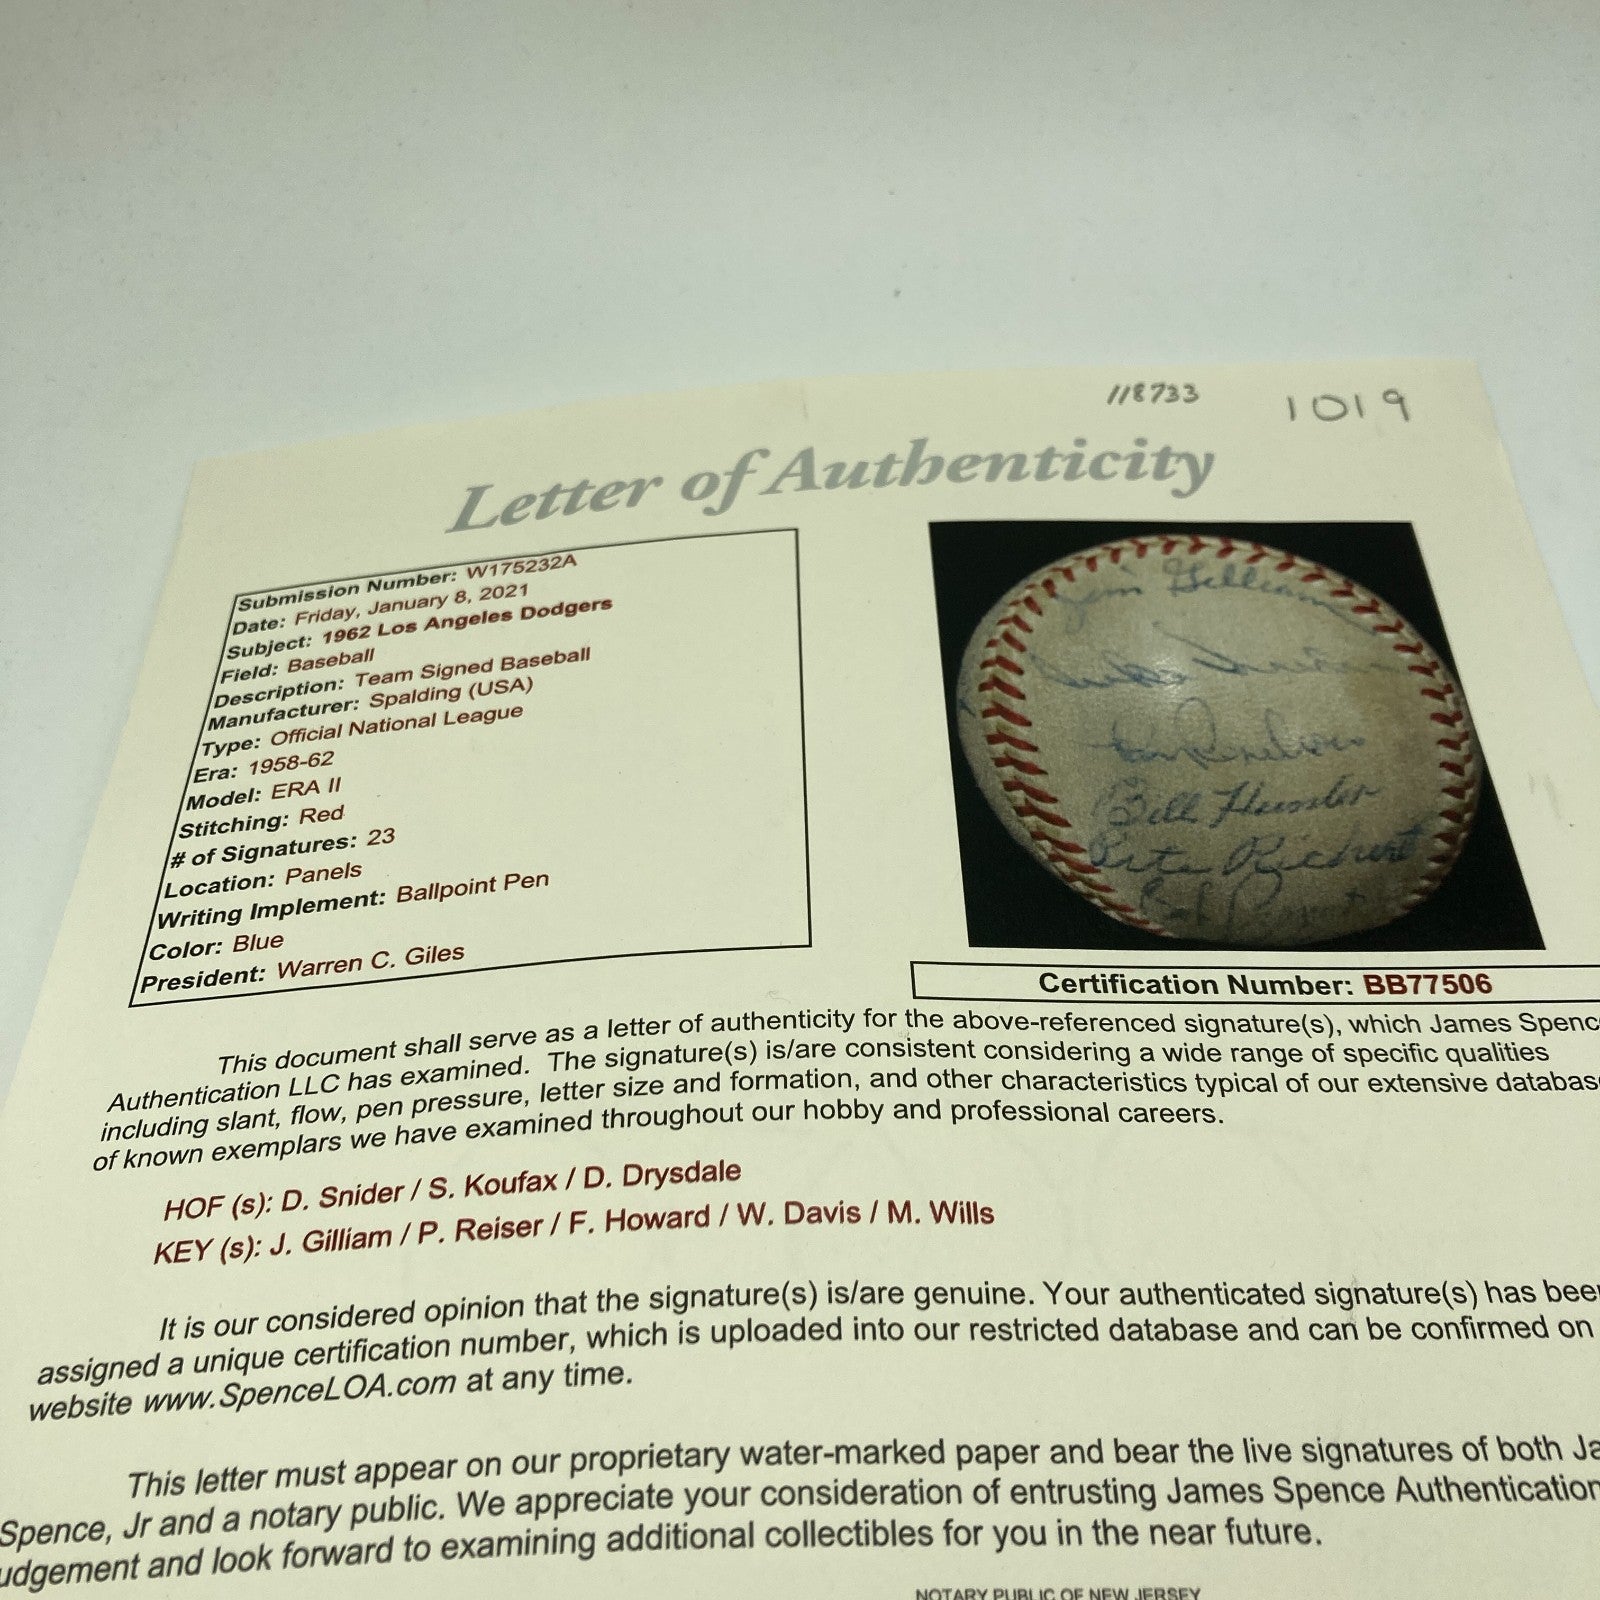 118733
1019
Letter of Authenticity
Submission Number: W175232A
Date: Friday, January 8, 2021
Subject: 1962 Los Angeles Dodgers
Field: Baseball
Description: Team Signed Baseball
Manufacturer: Spalding (USA)
Type: Official National League
Era: 1958-62
Model: ERA II
Stitching: Red
# of Signatures: 23
Location: Panels
Writing Implement: Ballpoint Pen
Color: Blue
President: Warren C. Giles
Jim Gilliam
Duke
Bill Hunter
Pete Richert
Certification Number: BB77506
This document shall serve as a letter of authenticity for the above-referenced signature(s), which James Spenc
Authentication LLC has examined. The signature(s) is/are consistent considering a wide range of specific qualities
including slant, flow, pen pressure, letter size and formation, and other characteristics typical of our extensive databas
of known exemplars we have examined throughout our hobby and professional careers.
HOF (s): D. Snider / S. Koufax / D. Drysdale
KEY (s): J. Gilliam / P. Reiser / F. Howard / W. Davis / M. Wills
It is our considered opinion that the signature(s) is/are genuine. Your authenticated signature(s) has bee
assigned a unique certification number, which is uploaded into our restricted database and can be confirmed on
website www.SpenceLOA.com at any time.
This letter must appear on our proprietary water-marked paper and bear the live signatures of both Ja
Spence, Jr and a notary public. We appreciate your consideration of entrusting James Spence Authentication
udgement and look forward to examining additional collectibles for you in the near future.
NOTARY PUBLIC OF NEW JERSEY